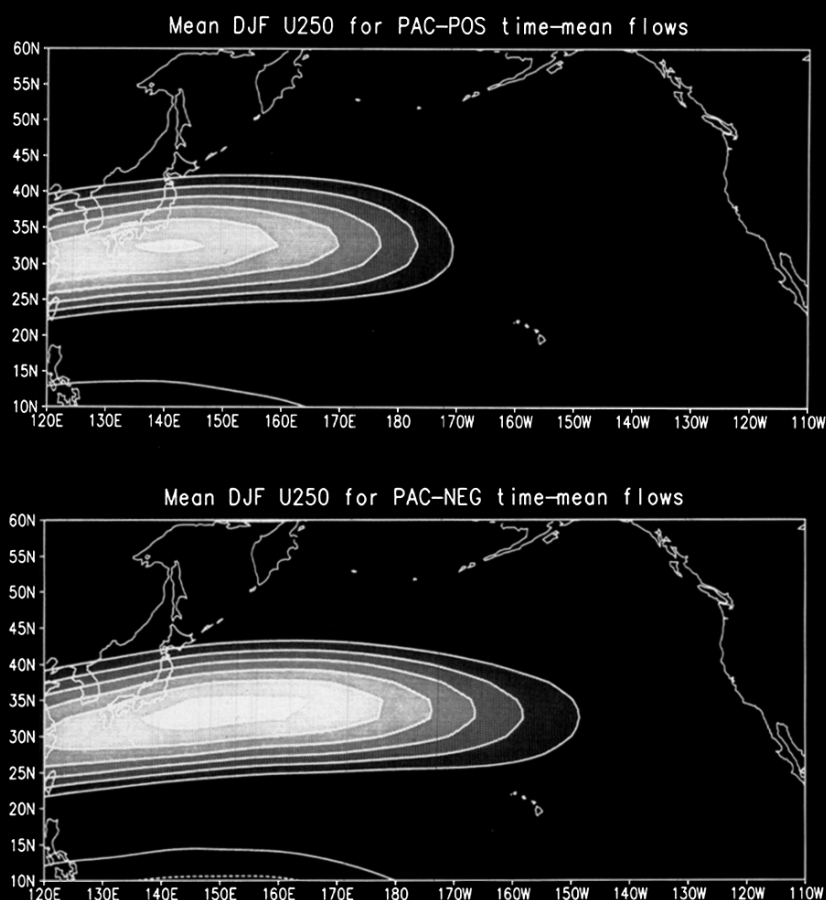 Mean DJF U250 for PAC–POS time–mean flows
60N
55N
50N
45N
40N
35N
30N
25N
20N
15N
10N
120E 130E 140E 150E 160E 170E 180 170W 160W 150W 140W 130W 120W 110W
Mean DJF U250 for PAC–NEG time–mean flows
60N
55N
50N
45N
40N
35N
30N
25N
20N
15N
10N
120E 130E 140E 150E 160E 170E 180 170W 160W 150W 140W 130W 120W 110W